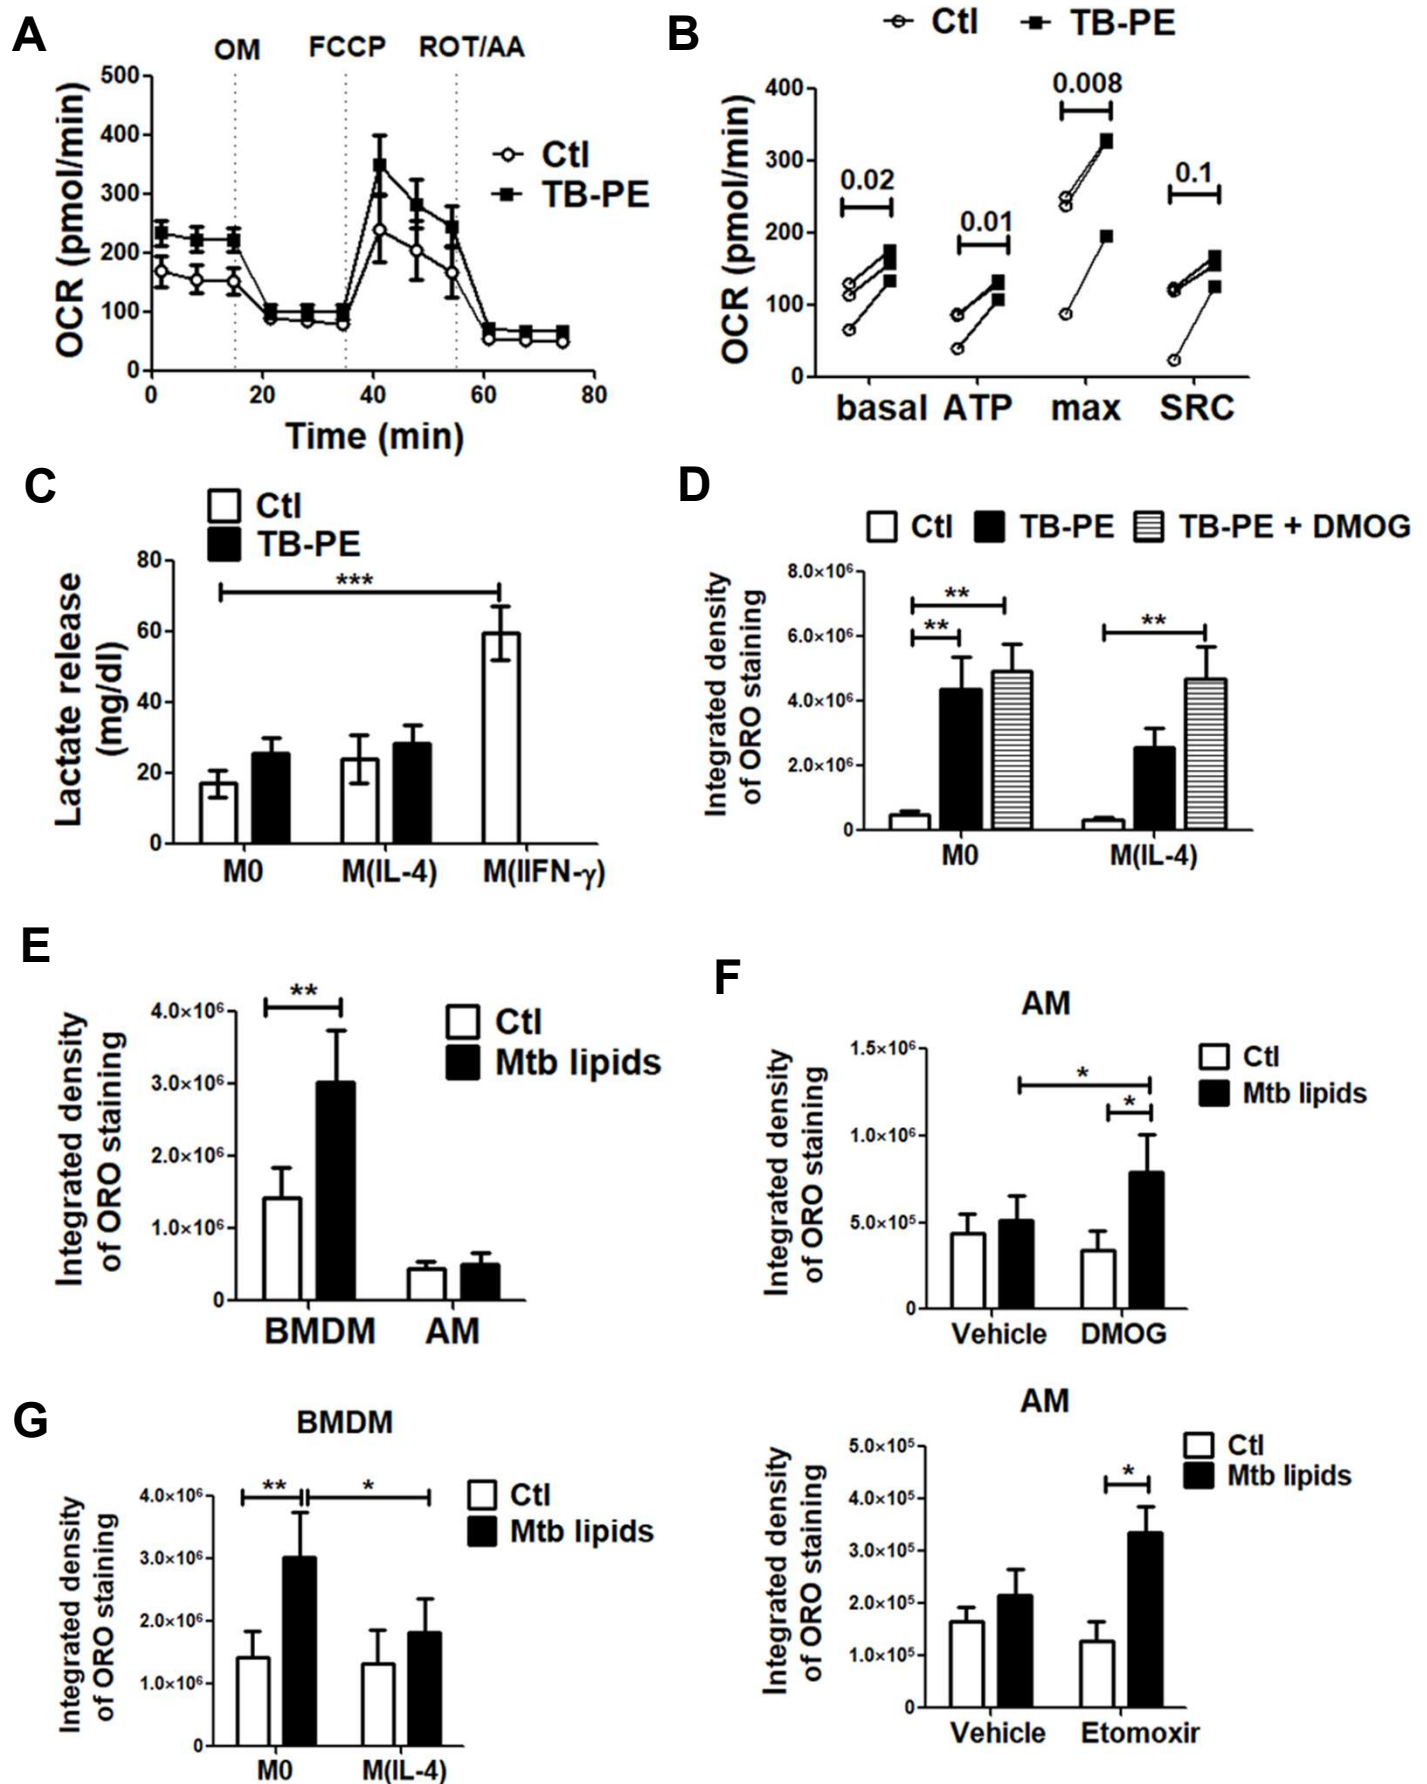 A
OM FCCP ROT/AA
OCR (pmol/min)
500
400
300
200
100
0
0 20 40 60 80
Time (min)
Ctl
TB-PE
B
Ctl TB-PE
OCR (pmol/min)
400
300
200
100
0
0.02
0.01
0.008
0.1
basal ATP max SRC
C
Ctl
TB-PE
Lactate release
(mg/dl)
80
60
40
20
0
***
M0 M(IL-4) M(IIFN-γ)
D
Ctl TB-PE TB-PE + DMOG
Integrated density
of ORO staining
8.0×10⁶
6.0×10⁶
4.0×10⁶
2.0×10⁶
0
**
**
**
M0 M(IL-4)
E
Integrated density
of ORO staining
4.0×10⁶
3.0×10⁶
2.0×10⁶
1.0×10⁶
0
**
Ctl
Mtb lipids
BMDM AM
F
AM
Integrated density
of ORO staining
1.5×10⁶
1.0×10⁶
5.0×10⁵
0
*
*
Ctl
Mtb lipids
Vehicle DMOG
AM
Integrated density
of ORO staining
5.0×10⁵
4.0×10⁵
3.0×10⁵
2.0×10⁵
1.0×10⁵
0
*
Ctl
Mtb lipids
Vehicle Etomoxir
G
BMDM
Integrated density
of ORO staining
4.0×10⁶
3.0×10⁶
2.0×10⁶
1.0×10⁶
0
** *
Ctl
Mtb lipids
M0 M(IL-4)